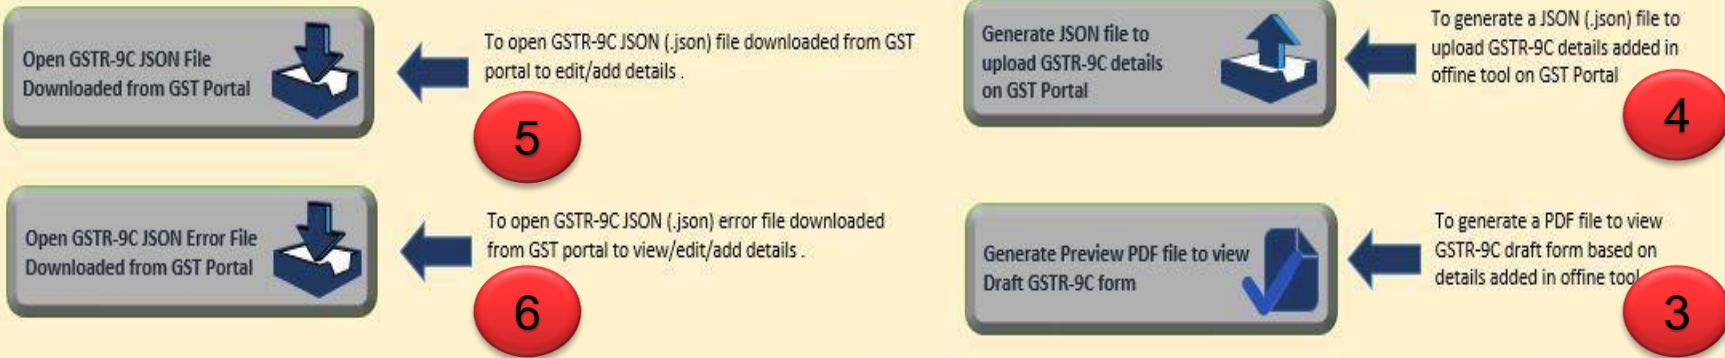 Open GSTR-9C JSON File
Downloaded from GST Portal
To open GSTR-9C JSON (.json) file downloaded from GST
portal to edit/add details .
5
Generate JSON file to
upload GSTR-9C details
on GST Portal
To generate a JSON (.json) file to
upload GSTR-9C details added in
offine tool on GST Portal
4
Open GSTR-9C JSON Error File
Downloaded from GST Portal
To open GSTR-9C JSON (.json) error file downloaded
from GST portal to view/edit/add details .
6
Generate Preview PDF file to view
Draft GSTR-9C form
To generate a PDF file to view
GSTR-9C draft form based on
details added in offine tool
3